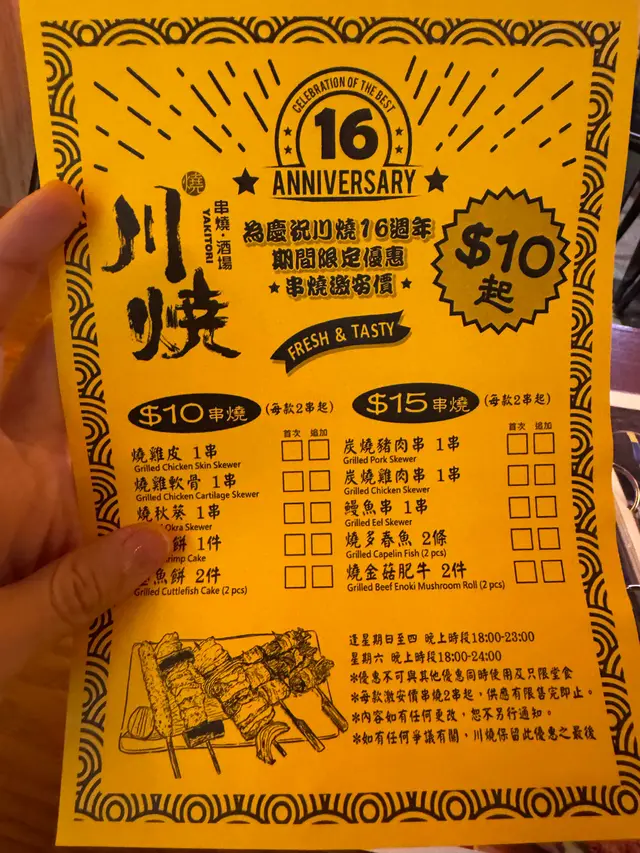 CELEBRATION OF THE BEST
16
ANNIVERSARY
川燒
燒
串燒·酒場
YAKITORI
為慶祝川燒16週年
期間限定優惠
串燒激安價
$10
起
FRESH & TASTY
$10串燒 (每款2串起)
首次 追加
燒雞皮 1串
Grilled Chicken Skin Skewer
燒雞軟骨 1串
Grilled Chicken Cartilage Skewer
燒秋葵 1串
Okra Skewer
餅 1件
Cake
魚餅 2件
Grilled Cuttlefish Cake (2 pcs)
$15串燒 (每款2串起)
首次 追加
炭燒豬肉串 1串
Grilled Pork Skewer
炭燒雞肉串 1串
Grilled Chicken Skewer
鰻魚串 1串
Grilled Eel Skewer
燒多春魚 2條
Grilled Capelin Fish (2 pcs)
燒金菇肥牛 2件
Grilled Beef Enoki Mushroom Roll (2 pcs)
逢星期日至四 晚上時段18:00-23:00
星期六 晚上時段18:00-24:00
*優惠不可與其他優惠同時使用及只限堂食
*每款激安價串燒2串起，供應有限售完即止。
*內容如有任何更改，恕不另行通知。
*如有任何爭議有關，川燒保留此優惠之最後